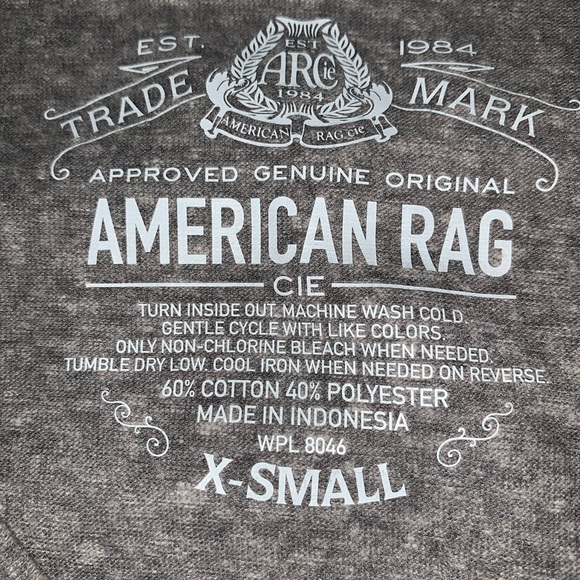 EST. 1984
TRADE MARK
EST
ARCie
1984
AMERICAN RAG.cie
APPROVED GENUINE ORIGINAL
AMERICAN RAG
CIE
TURN INSIDE OUT. MACHINE WASH COLD.
GENTLE CYCLE WITH LIKE COLORS.
ONLY NON-CHLORINE BLEACH WHEN NEEDED.
TUMBLE DRY LOW. COOL IRON WHEN NEEDED ON REVERSE.
60% COTTON 40% POLYESTER
MADE IN INDONESIA
WPL 8046
X-SMALL